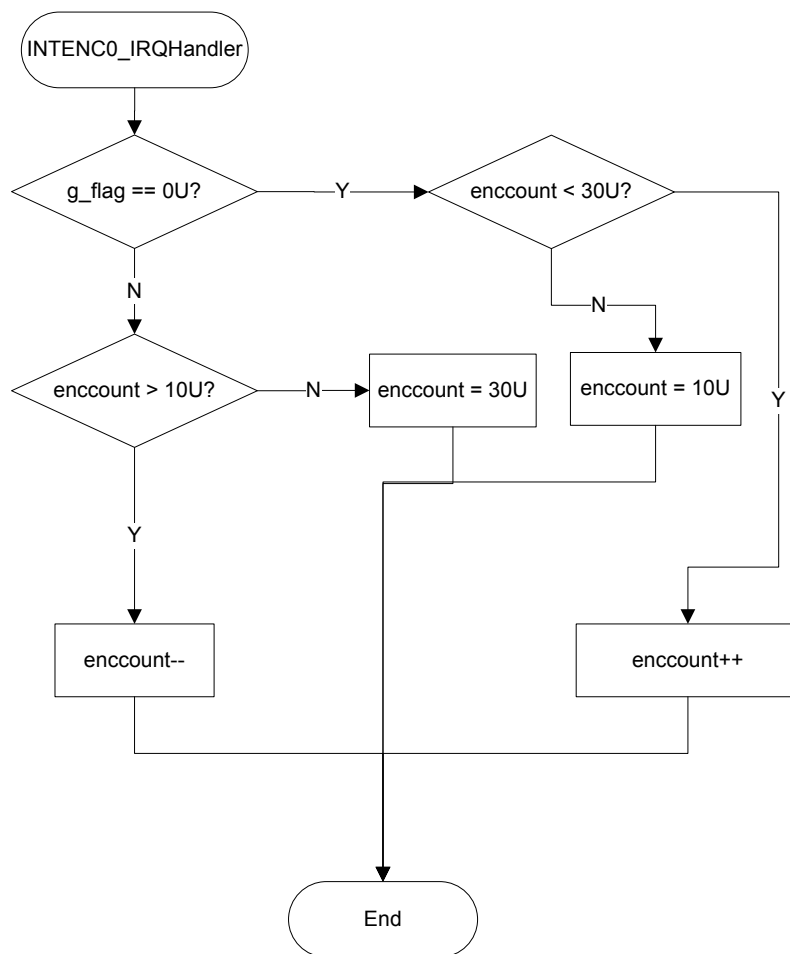 INTENC0_IRQHandler
g_flag == 0U?
Y
enccount < 30U?
N
N
enccount > 10U?
N
enccount = 30U
enccount = 10U
Y
Y
enccount--
enccount++
End